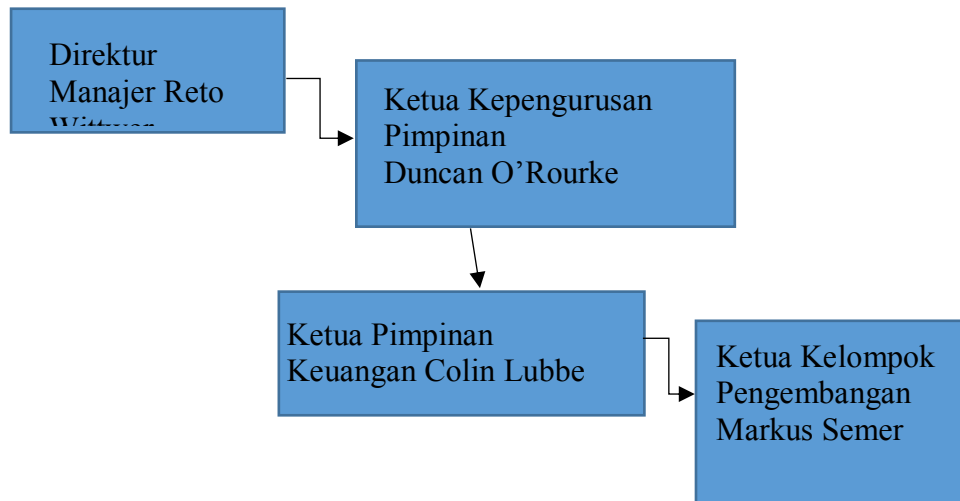 Direktur
Manajer Reto
Ketua Kepengurusan
Pimpinan
Duncan O’Rourke
Ketua Pimpinan
Keuangan Colin Lubbe
Ketua Kelompok
Pengembangan
Markus Semer